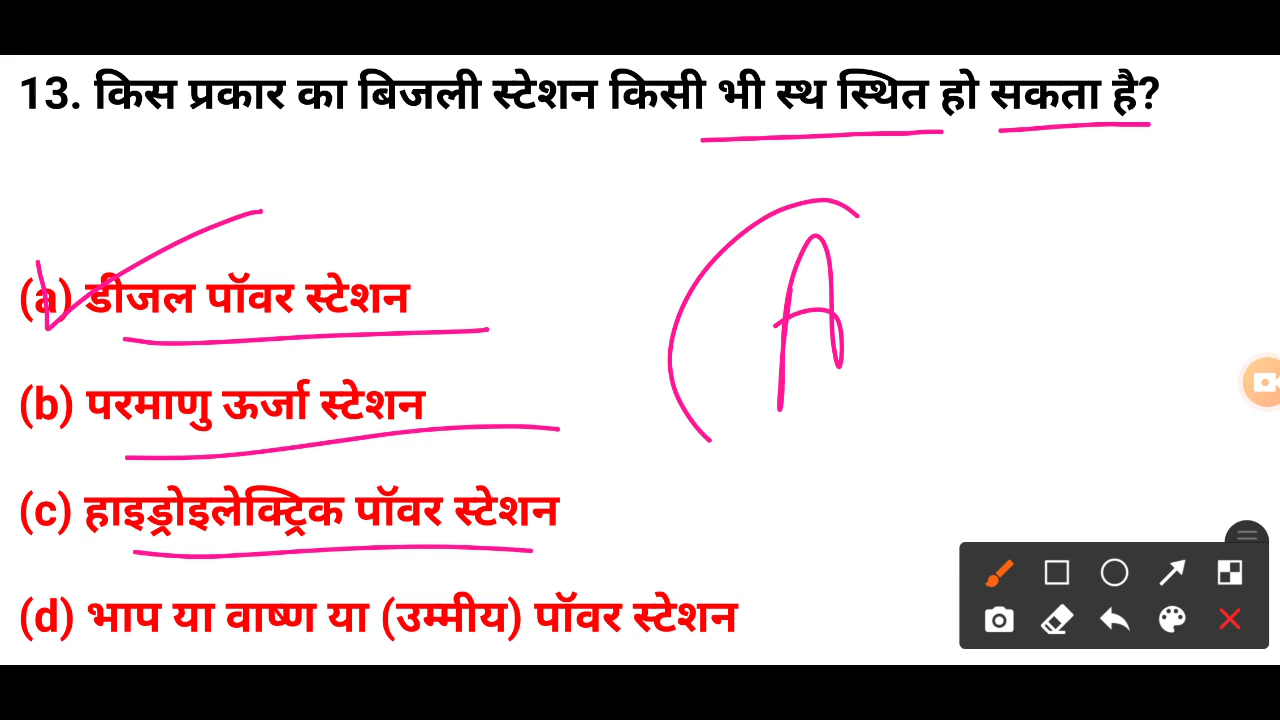 13. किस प्रकार का बिजली स्टेशन किसी भी स्थ स्थित हो सकता है?
(a) डीजल पॉवर स्टेशन
A
(b) परमाणु ऊर्जा स्टेशन
(c) हाइड्रोइलेक्ट्रिक पॉवर स्टेशन
(d) भाप या वाष्ण या (उम्मीय) पॉवर स्टेशन